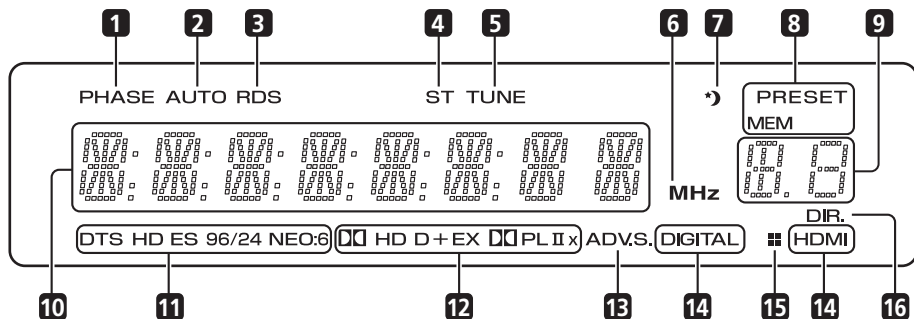 1 2 3 4 5 6 7 8 9
PHASE AUTO RDS ST TUNE PRESET
MEM
MHz
DIR.
DTS HD ES 96/24 NEO:6 HD D+EX PL II x ADV.S. DIGITAL HDMI
10 11 12 13 14 15 14 16